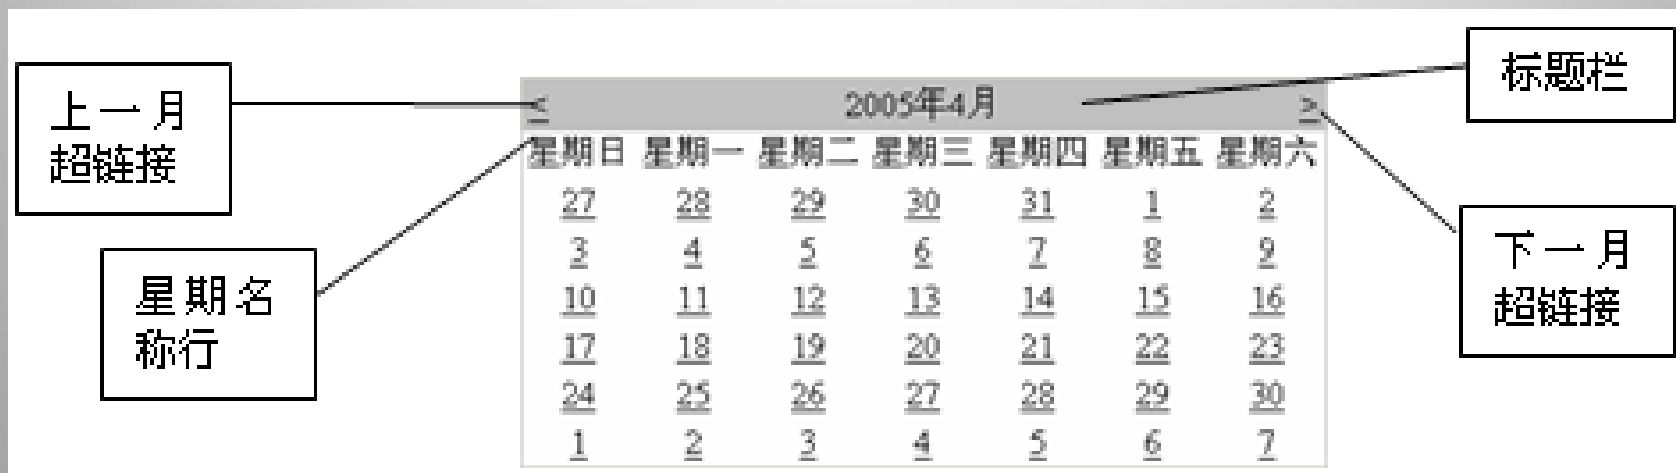 上一月
超链接
星期名
称行
< 2005年4月 >
星期日 星期一 星期二 星期三 星期四 星期五 星期六
27 28 29 30 31 1 2
3 4 5 6 7 8 9
10 11 12 13 14 15 16
17 18 19 20 21 22 23
24 25 26 27 28 29 30
1 2 3 4 5 6 7
标题栏
下一月
超链接